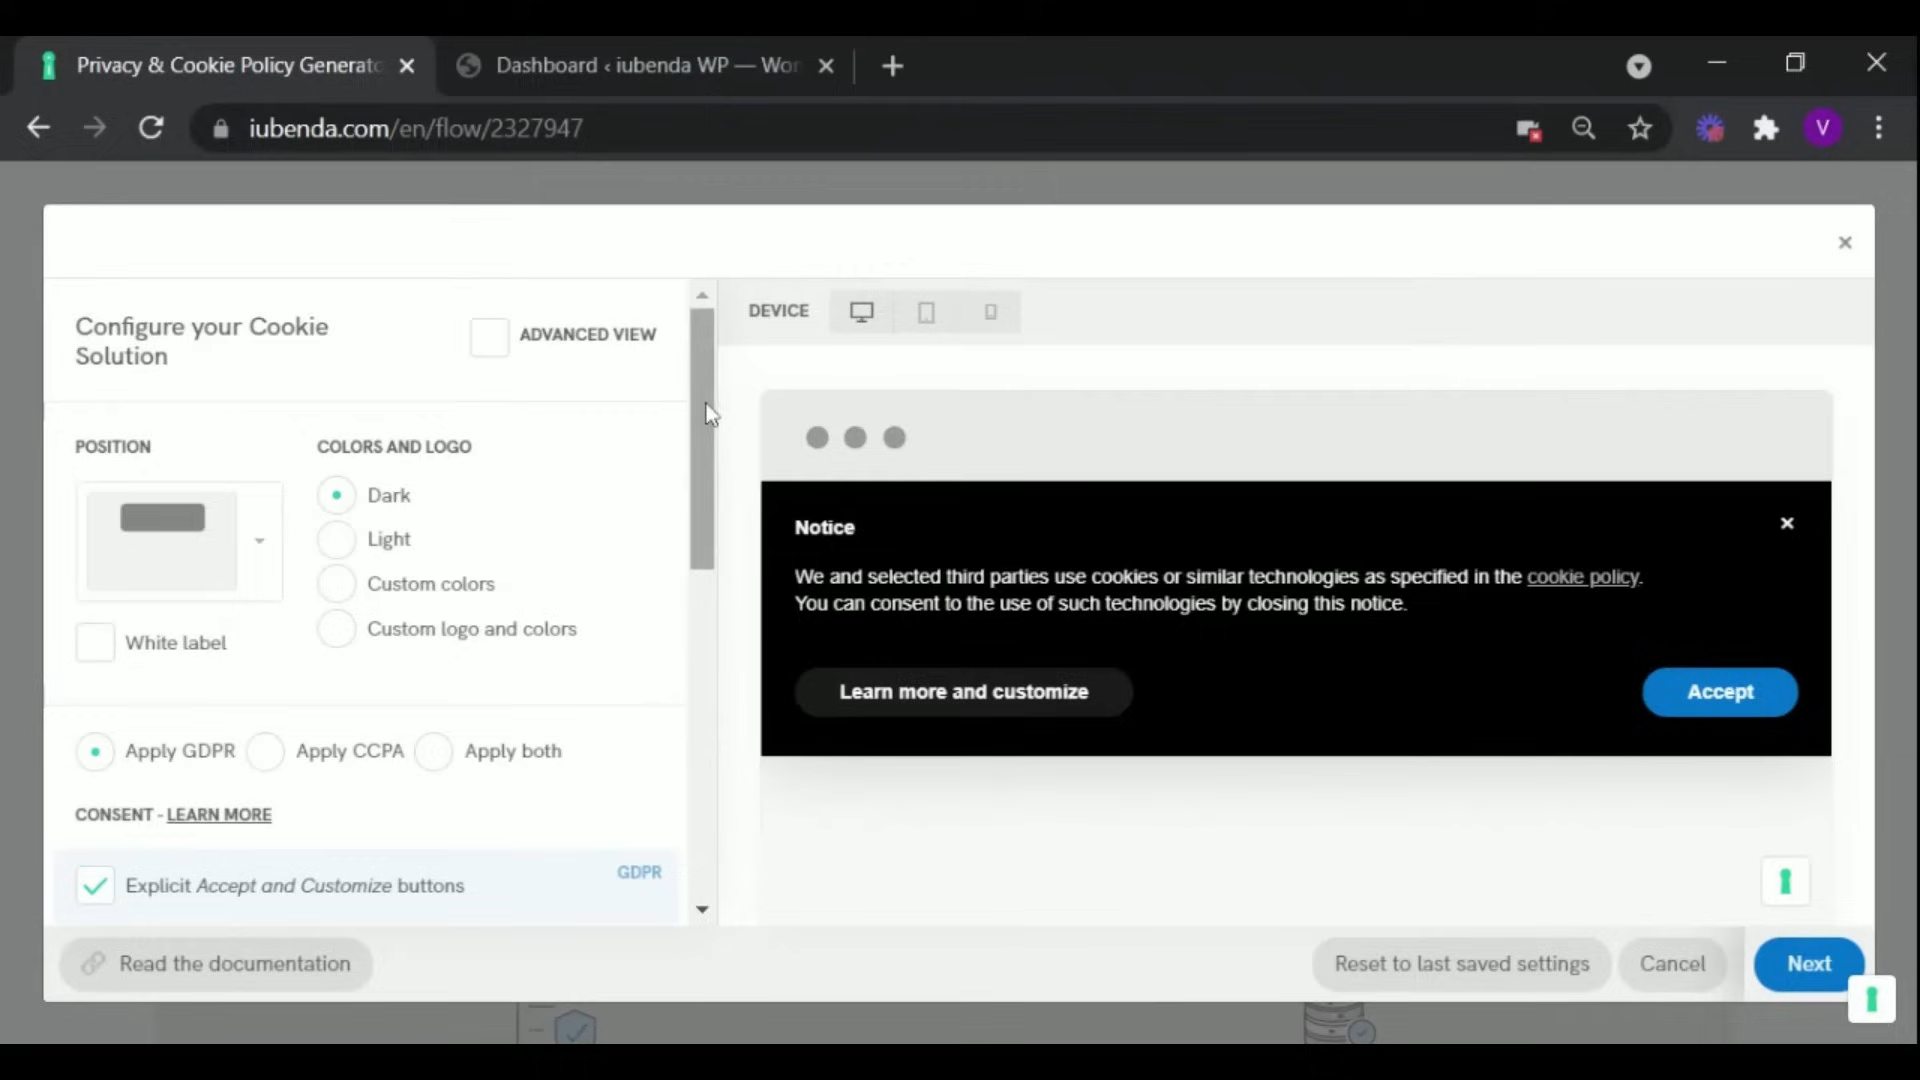 Privacy & Cookie Policy Generato
Dashboard ‹ iubenda WP — Wor
iubenda.com/en/flow/2327947
V
Configure your Cookie
Solution
ADVANCED VIEW
DEVICE
POSITION
COLORS AND LOGO
Dark
Light
Custom colors
Custom logo and colors
White label
Notice
We and selected third parties use cookies or similar technologies as specified in the cookie policy.
You can consent to the use of such technologies by closing this notice.
Learn more and customize
Accept
Apply GDPR
Apply CCPA
Apply both
CONSENT - LEARN MORE
GDPR
Explicit Accept and Customize buttons
Read the documentation
Reset to last saved settings
Cancel
Next